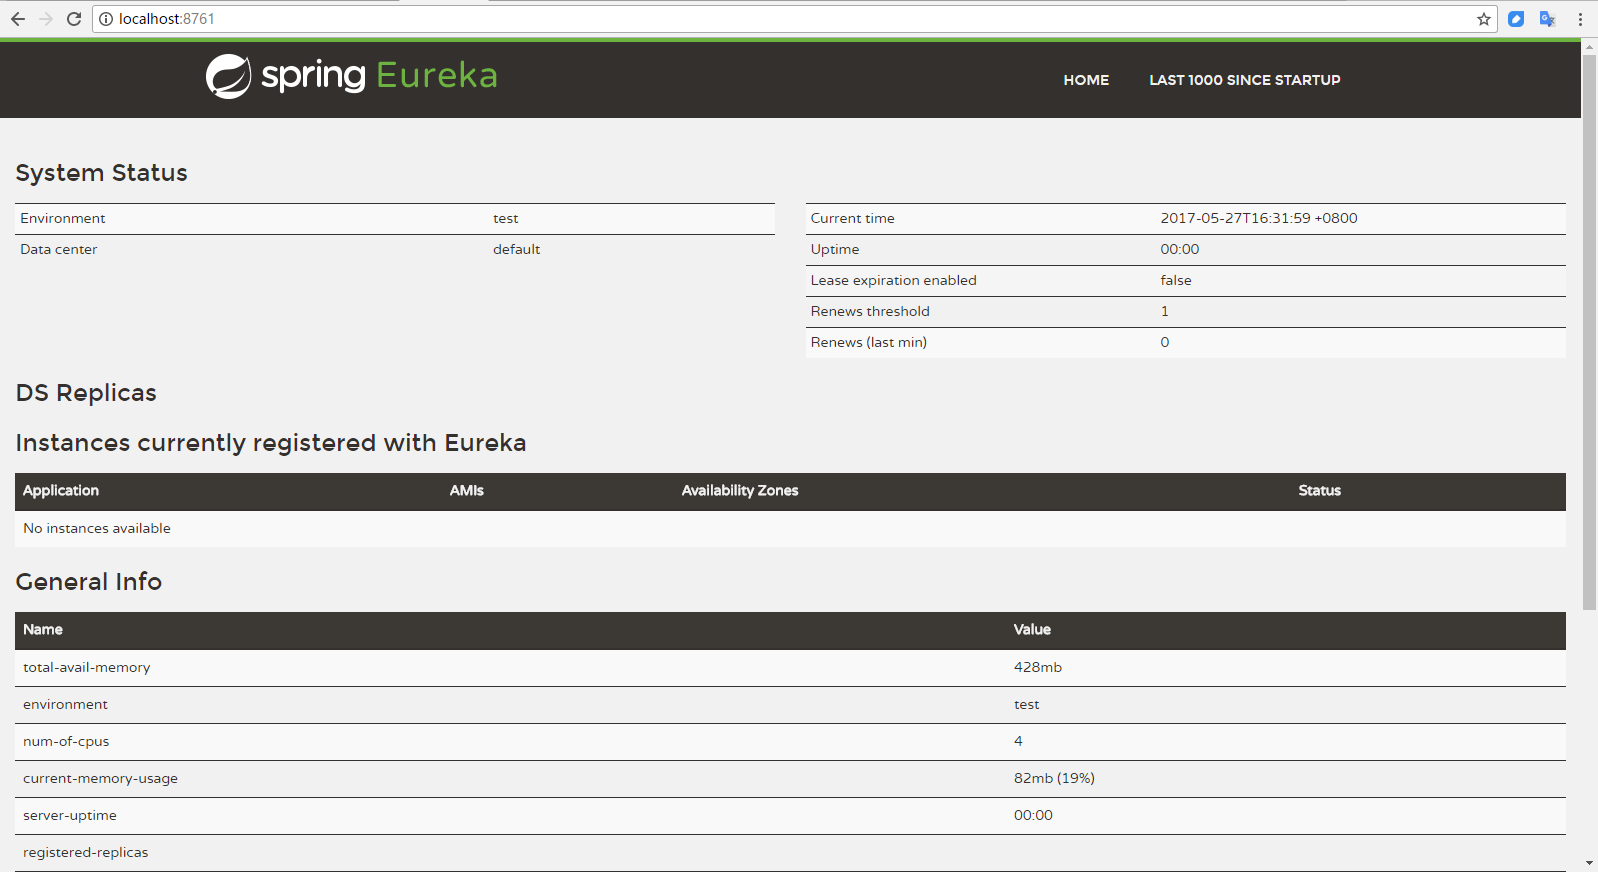 localhost:8761
spring Eureka
HOME LAST 1000 SINCE STARTUP
System Status
Environment test
Data center default
Current time 2017-05-27T16:31:59 +0800
Uptime 00:00
Lease expiration enabled false
Renews threshold 1
Renews (last min) 0
DS Replicas
Instances currently registered with Eureka
Application AMIs Availability Zones Status
No instances available
General Info
Name Value
total-avail-memory 428mb
environment test
num-of-cpus 4
current-memory-usage 82mb (19%)
server-uptime 00:00
registered-replicas